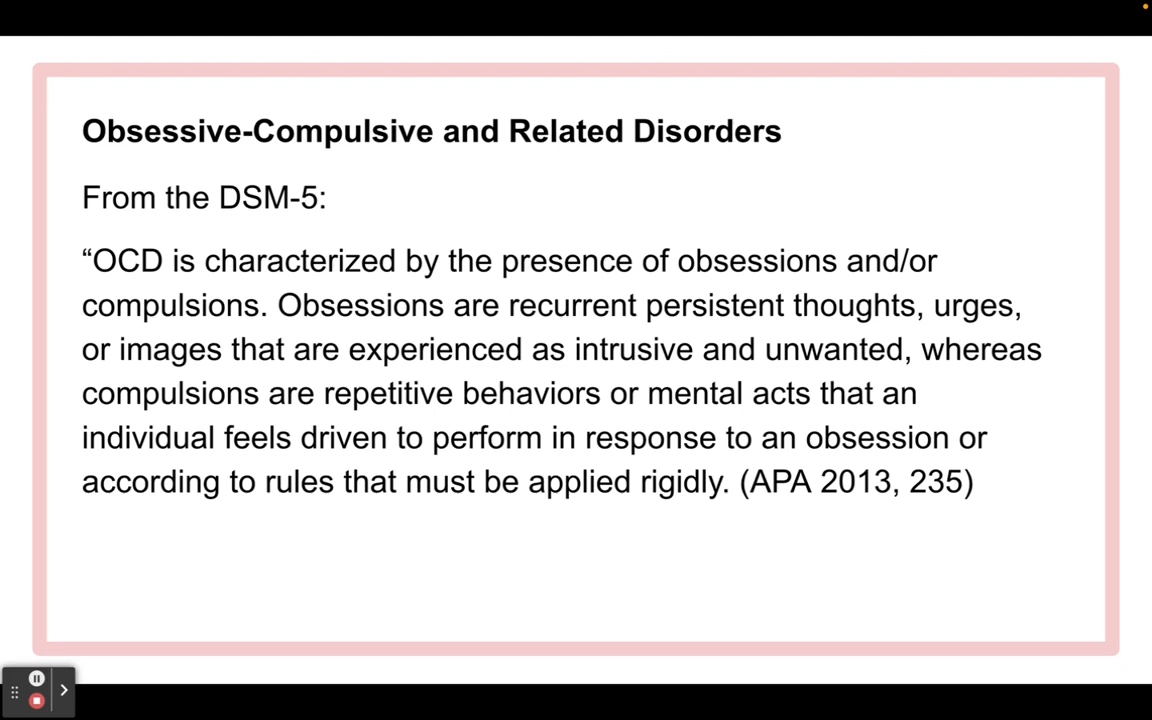 Obsessive-Compulsive and Related Disorders
From the DSM-5:
“OCD is characterized by the presence of obsessions and/or
compulsions. Obsessions are recurrent persistent thoughts, urges,
or images that are experienced as intrusive and unwanted, whereas
compulsions are repetitive behaviors or mental acts that an
individual feels driven to perform in response to an obsession or
according to rules that must be applied rigidly. (APA 2013, 235)